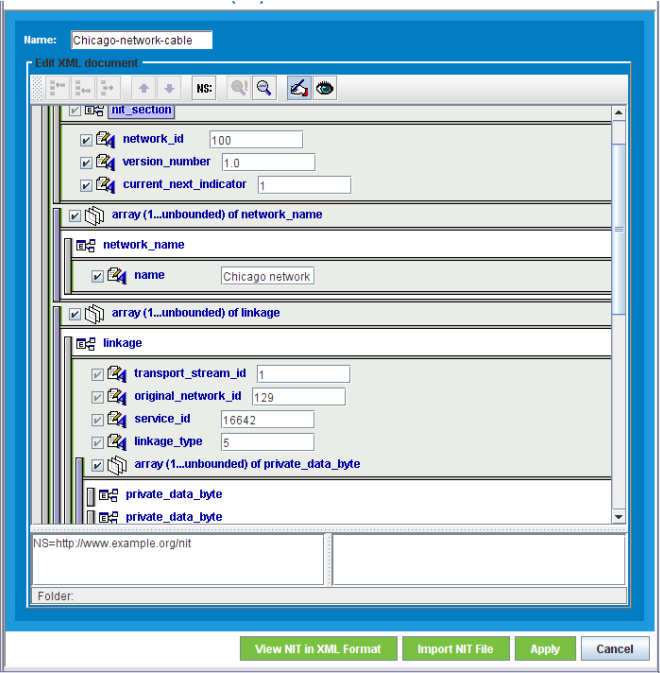 Name: Chicago-network-cable
Edit XML document
NS:
nit_section
network_id 100
version_number 1.0
current_next_indicator 1
array (1...unbounded) of network_name
network_name
name Chicago network
array (1...unbounded) of linkage
linkage
transport_stream_id 1
original_network_id 129
service_id 16642
linkage_type 5
array (1...unbounded) of private_data_byte
private_data_byte
private_data_byte
NS=http://www.example.org/nit
Folder:
View NIT in XML Format Import NIT File Apply Cancel